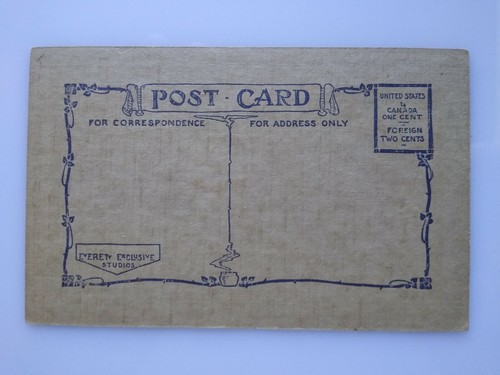 POST · CARD
FOR CORRESPONDENCE
FOR ADDRESS ONLY
UNITED STATES
&
CANADA
ONE CENT
FOREIGN
TWO CENTS
EVERETT EXCLUSIVE
STUDIOS